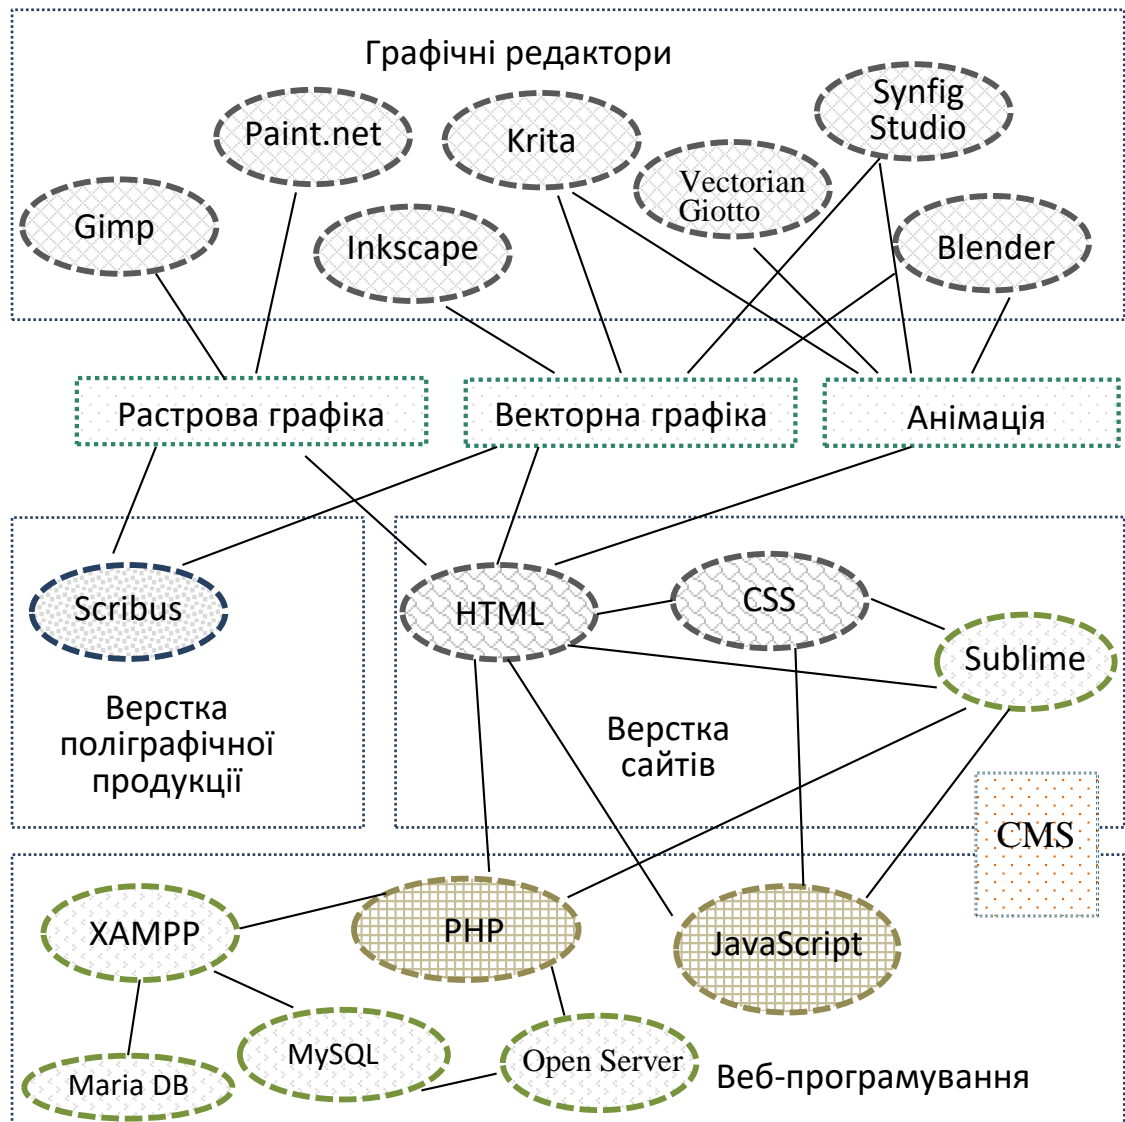 Графічні редактори
Synfig
Studio
Paint.net
Krita
Vectorian
Giotto
Gimp
Inkscape
Blender
Растрова графіка
Векторна графіка
Анімація
Scribus
HTML
CSS
Sublime
Верстка
поліграфічної
продукції
Верстка
сайтів
CMS
XAMPP
PHP
JavaScript
MySQL
Open Server
Maria DB
Веб-програмування